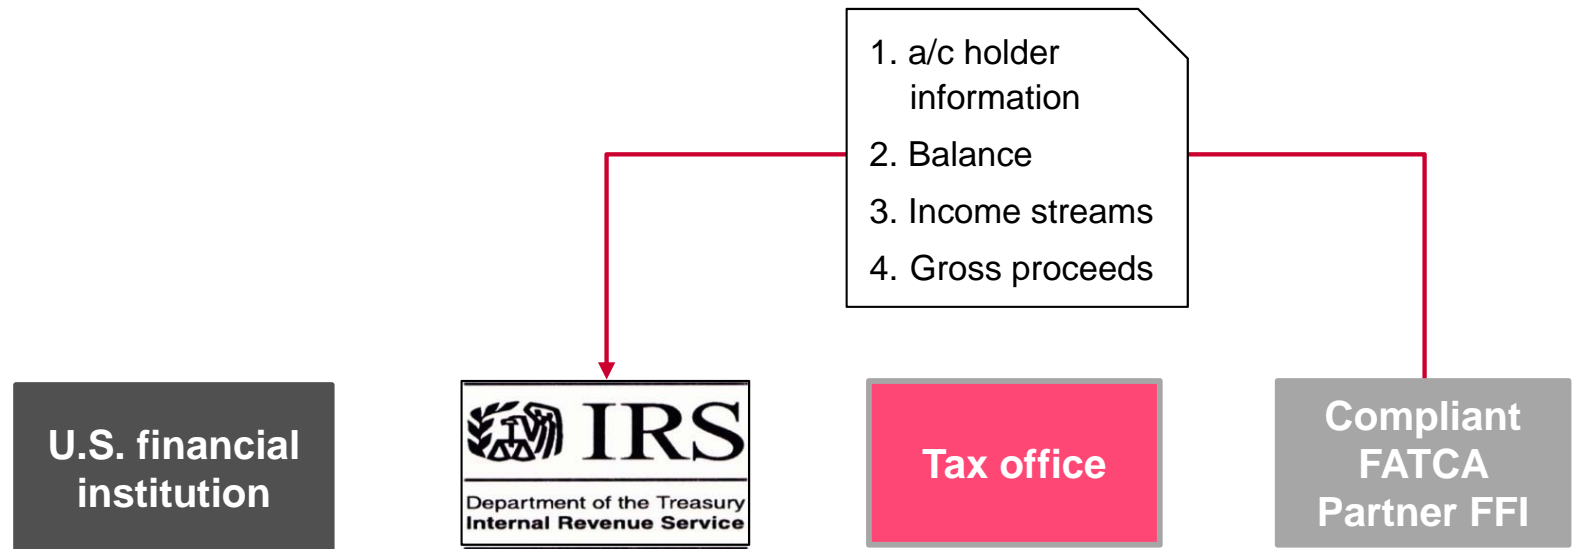 1. a/c holder
information
2. Balance
3. Income streams
4. Gross proceeds
U.S. financial
institution
IRS
Department of the Treasury
Internal Revenue Service
Tax office
Compliant
FATCA
Partner FFI